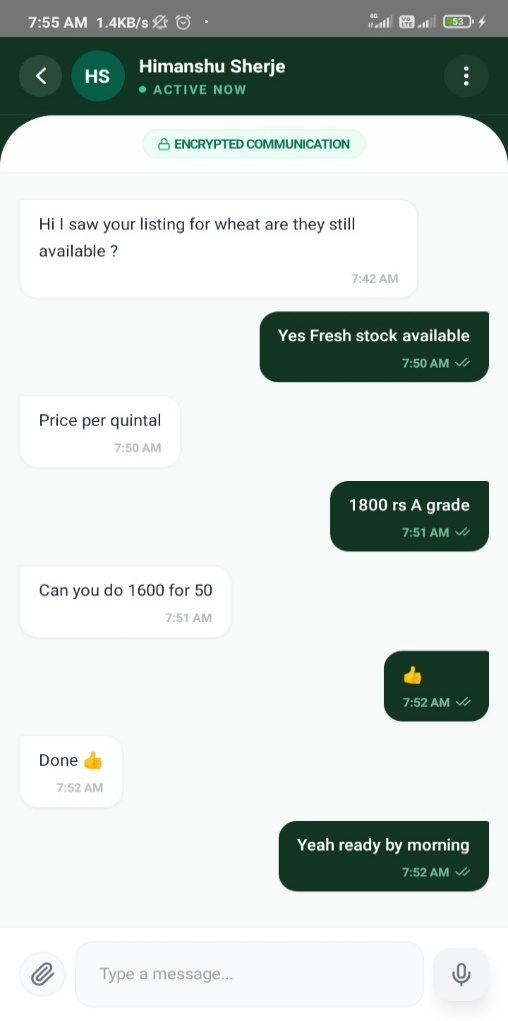 7:55 AM 1.4KB/s
4G Vo LTE 53
HS
Himanshu Sherje
ACTIVE NOW
ENCRYPTED COMMUNICATION
Hi I saw your listing for wheat are they still
available ?
7:42 AM
Yes Fresh stock available
7:50 AM
Price per quintal
7:50 AM
1800 rs A grade
7:51 AM
Can you do 1600 for 50
7:51 AM
👍
7:52 AM
Done 👍
7:52 AM
Yeah ready by morning
7:52 AM
Type a message...